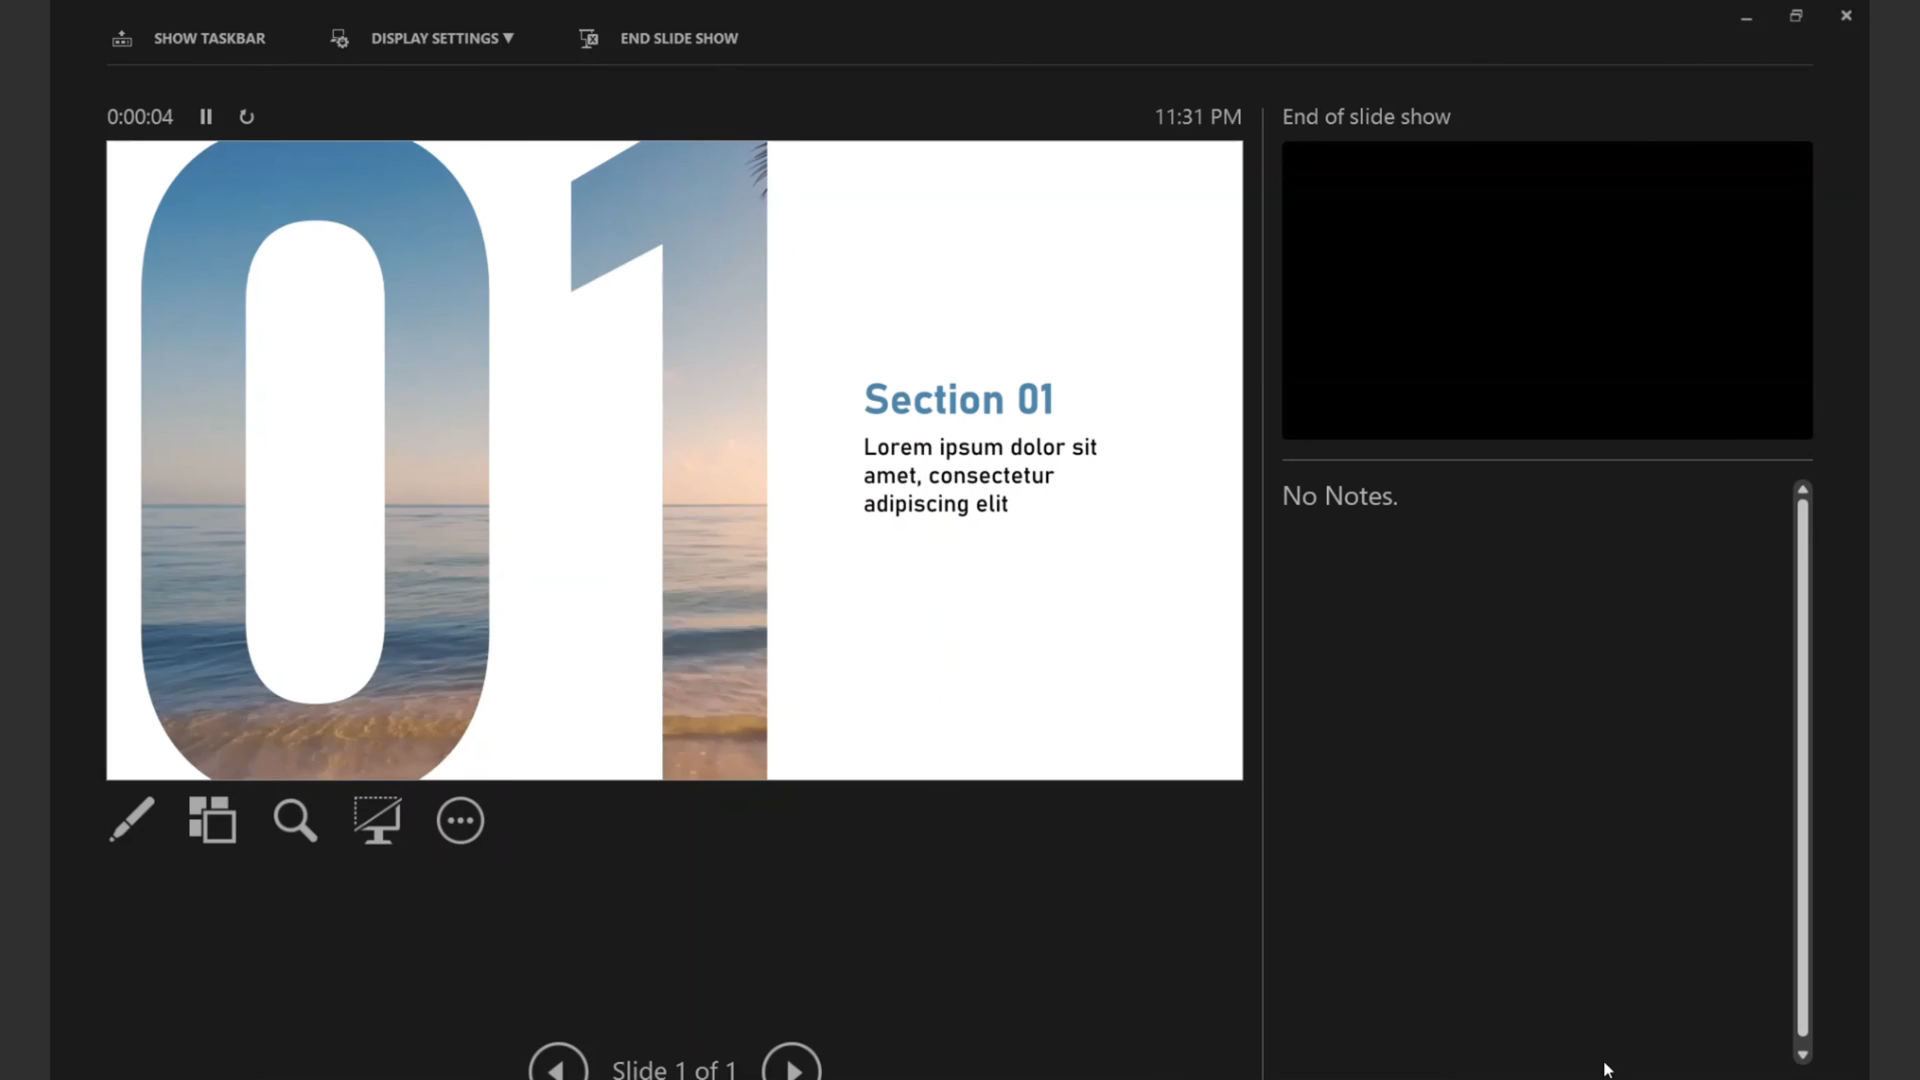 SHOW TASKBAR
DISPLAY SETTINGS ▼
END SLIDE SHOW
0:00:04
11:31 PM
End of slide show
01
Section 01
Lorem ipsum dolor sit
amet, consectetur
adipiscing elit
No Notes.
Slide 1 of 1